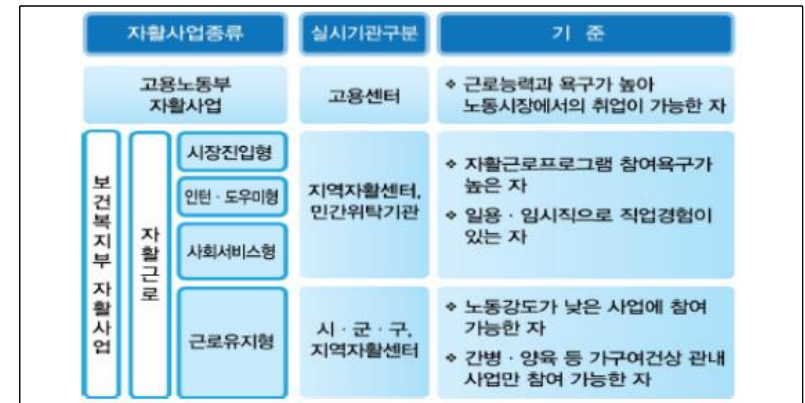 자활사업종류 실시기관구분 기 준
고용노동부
자활사업
고용센터
❖ 근로능력과 욕구가 높아
노동시장에서의 취업이 가능한 자
보건복지부 자활사업
자활근로
시장진입형
인턴 · 도우미형
사회서비스형
지역자활센터,
민간위탁기관
❖ 자활근로프로그램 참여욕구가
높은 자
❖ 일용 · 임시직으로 직업경험이
있는 자
근로유지형
시 · 군 · 구,
지역자활센터
❖ 노동강도가 낮은 사업에 참여
가능한 자
❖ 간병 · 양육 등 가구여건상 관내
사업만 참여 가능한 자